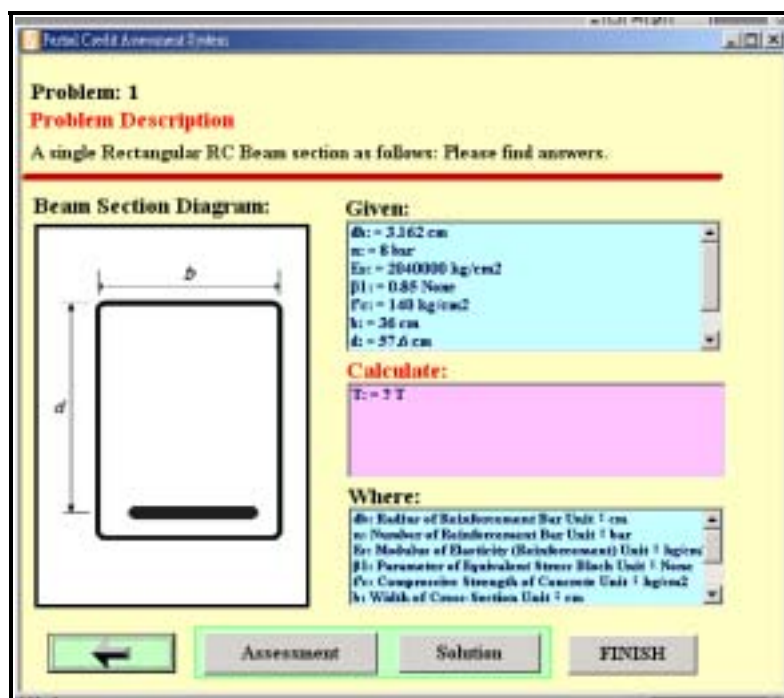 Partial Credit Assessment System
Problem: 1
Problem Description
A single Rectangular RC Beam section as follows: Please find answers.
Beam Section Diagram:
b
d
Given:
db: = 3.162 cm
n: = 8 bar
Es: = 2040000 kg/cm2
β1: = 0.85 None
f'c: = 140 kg/cm2
b: = 36 cm
d: = 57.6 cm
Calculate:
T: = ? T
Where:
db: Radius of Reinforcement Bar Unit : cm
n: Number of Reinforcement Bar Unit : bar
Es: Modulus of Elasticity (Reinforcement) Unit : kg/cm
β1: Parameter of Equivalent Stress Block Unit : None
f'c: Compressive Strength of Concrete Unit : kg/cm2
b: Width of Cross Section Unit : cm
Assessment
Solution
FINISH